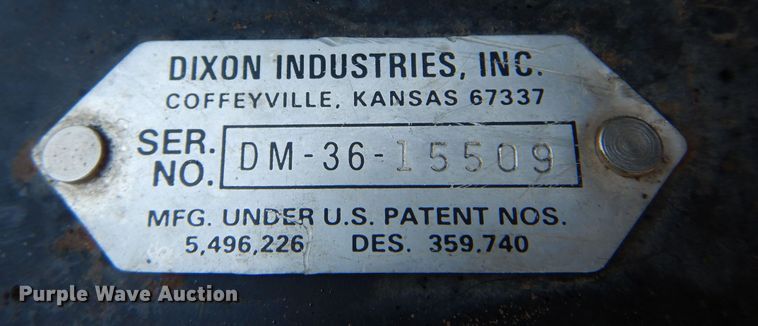 DIXON INDUSTRIES, INC.
COFFEYVILLE, KANSAS 67337
SER. NO. DM-36-15509
MFG. UNDER U.S. PATENT NOS.
5,496,226 DES. 359.740
Purple Wave Auction